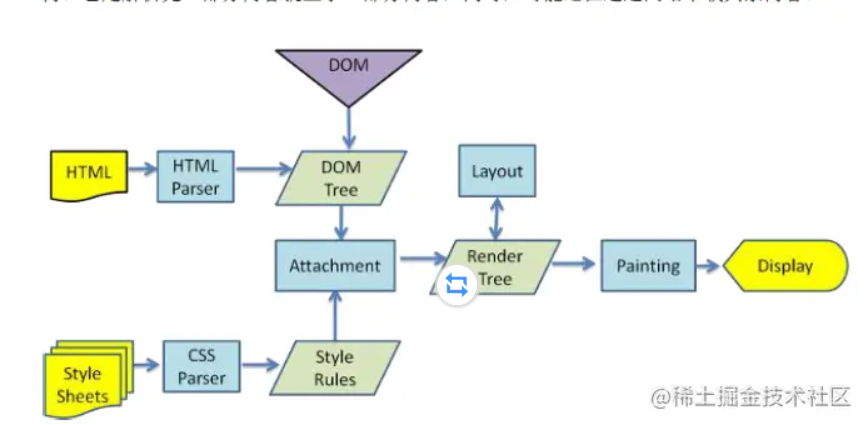 DOM
HTML
HTML
Parser
DOM
Tree
Layout
Attachment
Render
Tree
Painting
Display
Style
Sheets
CSS
Parser
Style
Rules
@稀土掘金技术社区